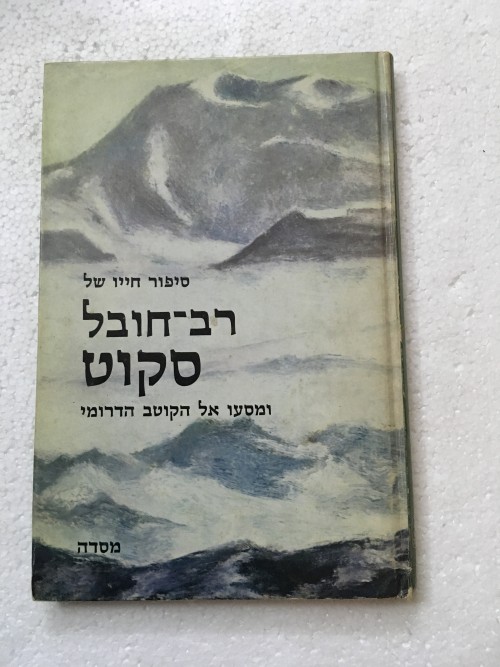 סיפור חייו של
רב־חובל
סקוט
ומסעו אל הקוטב הדרומי
מסדה